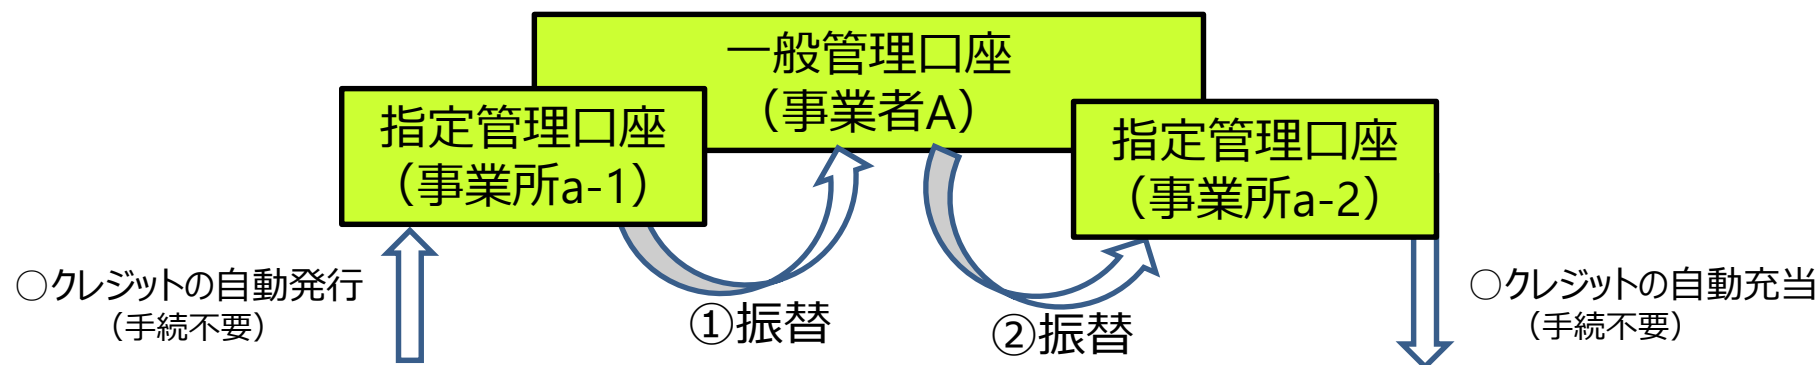 一般管理口座
（事業者A）
指定管理口座
（事業所a-1）
指定管理口座
（事業所a-2）
○クレジットの自動発行
（手続不要）
①振替
②振替
○クレジットの自動充当
（手続不要）